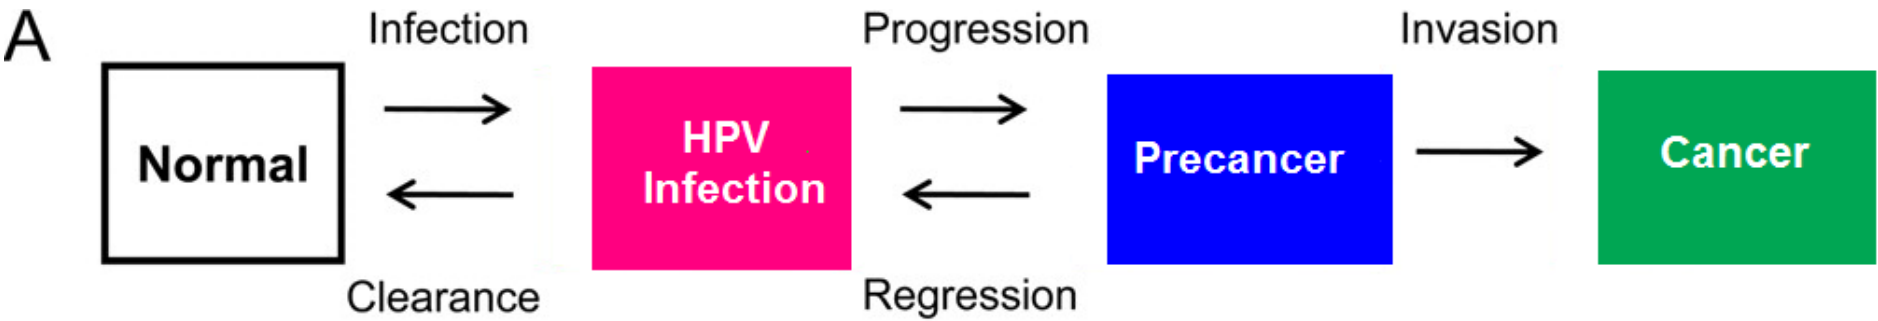 A
Infection
Progression
Invasion
Normal
HPV
Infection
Precancer
Cancer
Clearance
Regression